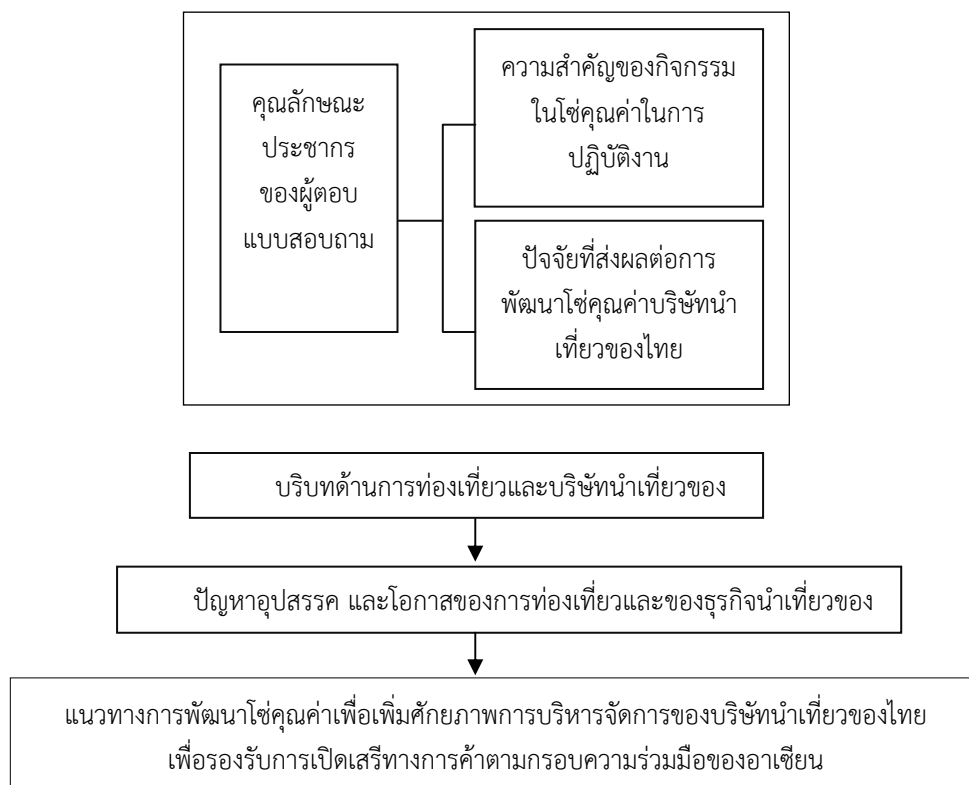 คุณลักษณะ
ประชากร
ของผู้ตอบ
แบบสอบถาม
ความสำคัญของกิจกรรม
ในโซ่คุณค่าในการ
ปฏิบัติงาน
ปัจจัยที่ส่งผลต่อการ
พัฒนาโซ่คุณค่าบริษัทนำ
เที่ยวของไทย
บริบทด้านการท่องเที่ยวและบริษัทนำเที่ยวของ
ปัญหาอุปสรรค และโอกาสของการท่องเที่ยวและของธุรกิจนำเที่ยวของ
แนวทางการพัฒนาโซ่คุณค่าเพื่อเพิ่มศักยภาพการบริหารจัดการของบริษัทนำเที่ยวของไทย
เพื่อรองรับการเปิดเสรีทางการค้าตามกรอบความร่วมมือของอาเซียน